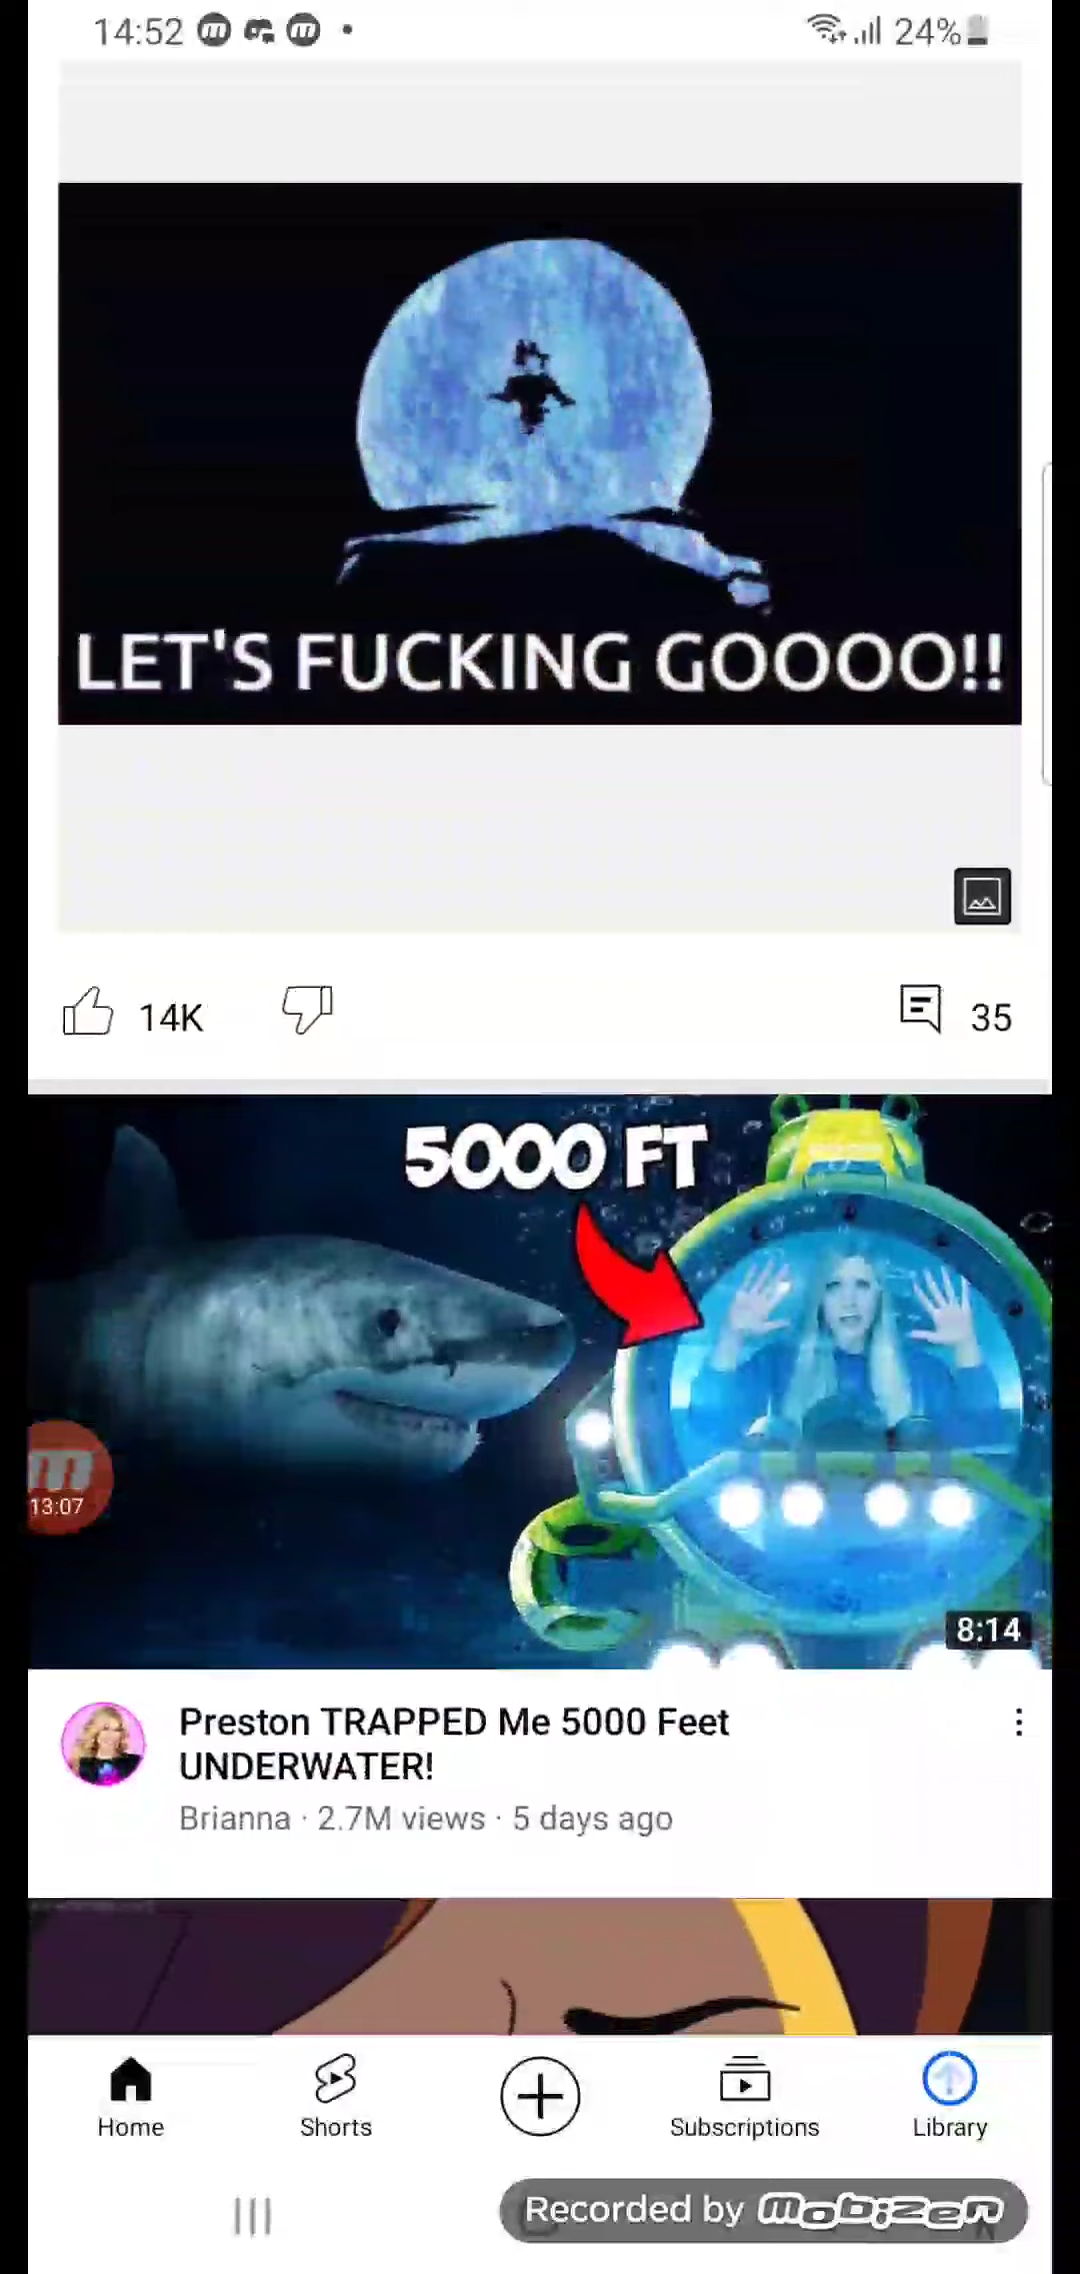 14:52
24%
LET'S FUCKING GOOOO!!
14K
35
5000 FT
13:07
8:14
Preston TRAPPED Me 5000 Feet
UNDERWATER!
Brianna · 2.7M views · 5 days ago
Home
Shorts
Subscriptions
Library
Recorded by mobizen